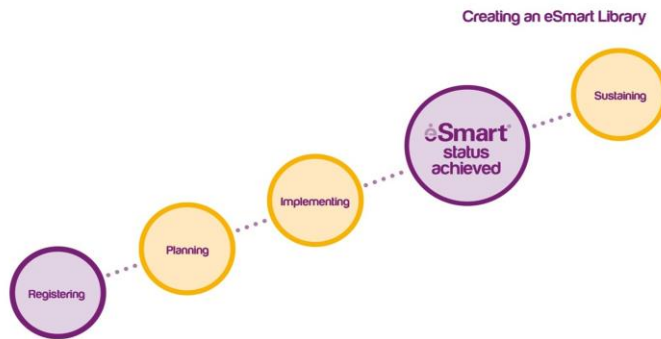 Creating an eSmart Library
Sustaining
eSmart®
status
achieved
Implementing
Planning
Registering